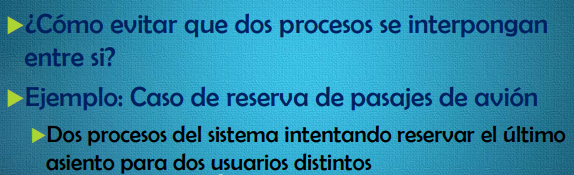 ¿Cómo evitar que dos procesos se interpongan
entre si?
Ejemplo: Caso de reserva de pasajes de avión
Dos procesos del sistema intentando reservar el último
asiento para dos usuarios distintos